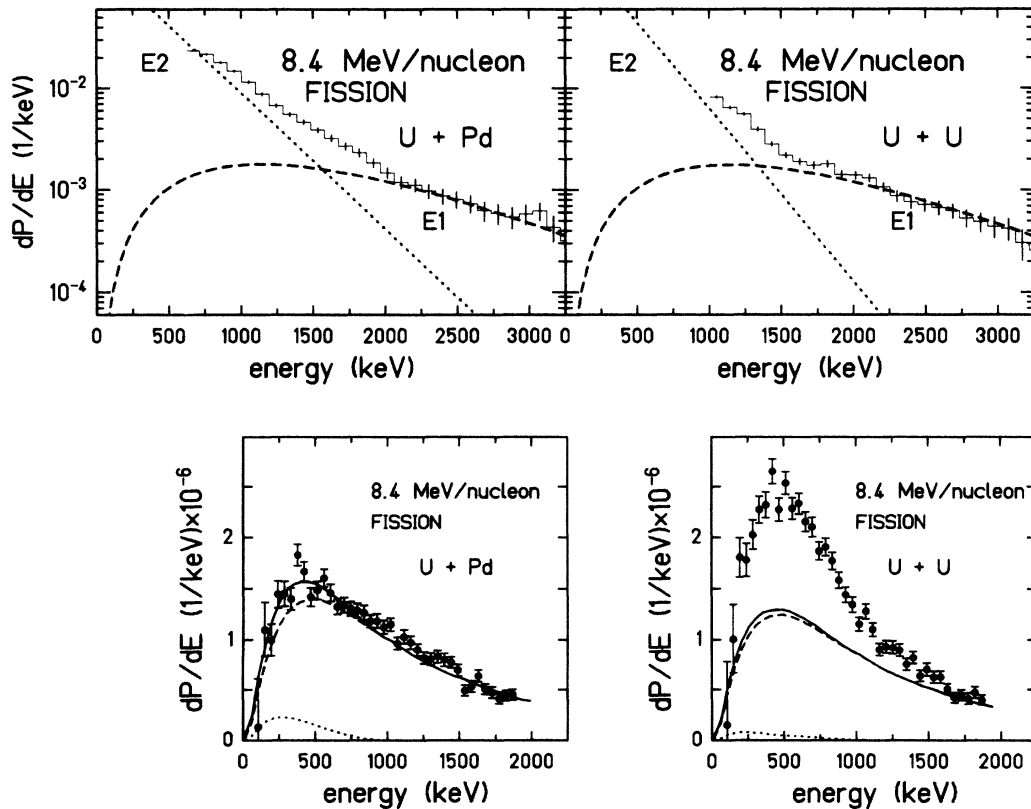 dP/dE (1/keV)
10⁻²
10⁻³
10⁻⁴
E2
8.4 MeV/nucleon
FISSION
U + Pd
E1
0 500 1000 1500 2000 2500 3000
energy (keV)
E2
8.4 MeV/nucleon
FISSION
U + U
E1
0 500 1000 1500 2000 2500 3000
energy (keV)
dP/dE (1/keV)×10⁻⁶
2
1
0
8.4 MeV/nucleon
FISSION
U + Pd
0 500 1000 1500 2000
energy (keV)
dP/dE (1/keV)×10⁻⁶
2
1
0
8.4 MeV/nucleon
FISSION
U + U
0 500 1000 1500 2000
energy (keV)